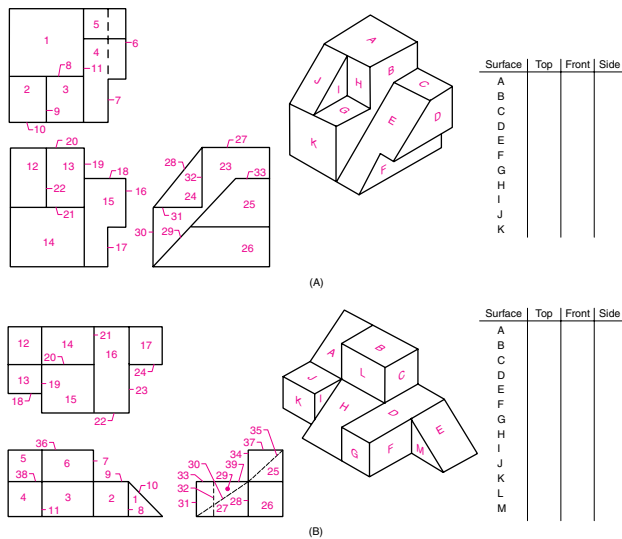 5
1
6
4
8
11
2
3
7
9
10
20
12
13
19
18
22
16
15
21
14
17
27
28
23
33
32
24
25
31
30
29
26
A
B
J
I
H
C
G
D
E
K
F
Surface Top Front Side
A
B
C
D
E
F
G
H
I
J
K
(A)
21
12
14
17
16
20
24
13
19
23
15
18
22
36
5
6
7
38
9
10
4
3
2
1
11
8
35
37
34
30
39
33
29
25
32
31
28
27
26
B
A
L
C
J
K
I
H
D
E
F
G
M
Surface Top Front Side
A
B
C
D
E
F
G
H
I
J
K
L
M
(B)